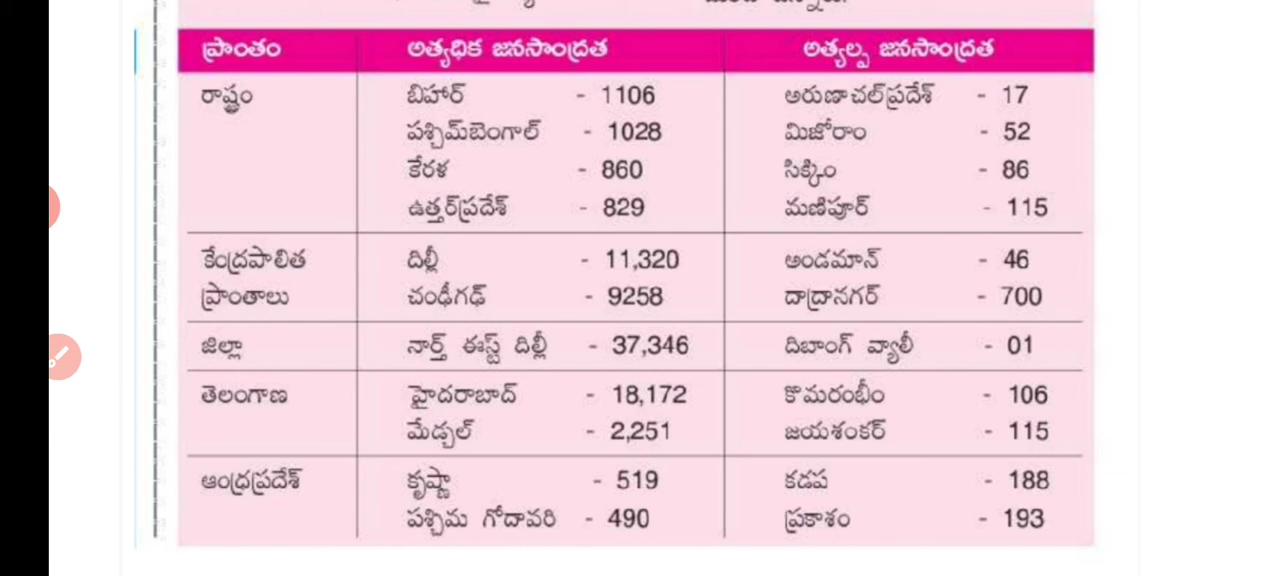 ప్రాంతం అత్యధిక జనసాంద్రత అత్యల్ప జనసాంద్రత
రాష్ట్రం బిహార్ - 1106 అరుణాచల్‌ప్రదేశ్ - 17
పశ్చిమ్‌బెంగాల్ - 1028 మిజోరాం - 52
కేరళ - 860 సిక్కిం - 86
ఉత్తర్‌ప్రదేశ్ - 829 మణిపూర్ - 115
కేంద్రపాలిత దిల్లీ - 11,320 అండమాన్ - 46
ప్రాంతాలు చండీగఢ్ - 9258 దాద్రానగర్ - 700
జిల్లా నార్త్ ఈస్ట్ దిల్లీ - 37,346 దిబాంగ్ వ్యాలీ - 01
తెలంగాణ హైదరాబాద్ - 18,172 కొమరంభీం - 106
మేడ్చల్ - 2,251 జయశంకర్ - 115
ఆంధ్రప్రదేశ్ కృష్ణా - 519 కడప - 188
పశ్చిమ గోదావరి - 490 ప్రకాశం - 193